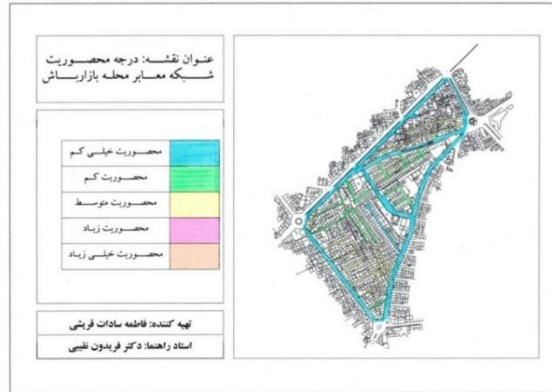 عنوان نقشه: درجه محصوریت
شبکه معابر محله بازارباش
محصوریت خیلی کم
محصوریت کم
محصوریت متوسط
محصوریت زیاد
محصوریت خیلی زیاد
تهیه کننده: فاطمه سادات قریشی
استاد راهنما: دکتر فریدون نقیبی